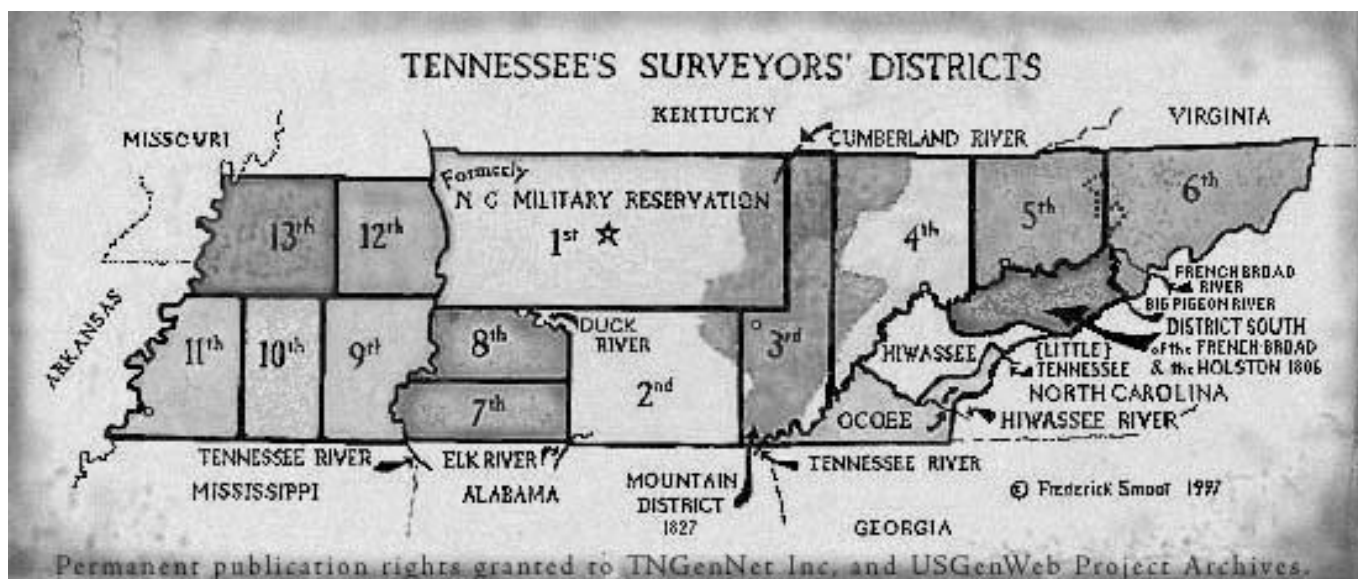 TENNESSEE'S SURVEYORS' DISTRICTS
KENTUCKY
VIRGINIA
MISSOURI
CUMBERLAND RIVER
Formerly
N C MILITARY RESERVATION
13th
12th
1st
4th
5th
6th
FRENCH BROAD
RIVER
BIG PIGEON RIVER
ARKANSAS
11th
10th
9th
8th
DUCK
RIVER
3rd
HIWASSEE
{LITTLE}
TENNESSEE
DISTRICT SOUTH
of the FRENCH BROAD
& the HOLSTON 1806
7th
2nd
OCOEE
NORTH CAROLINA
HIWASSEE RIVER
TENNESSEE RIVER
ELK RIVER
TENNESSEE RIVER
MISSISSIPPI
ALABAMA
MOUNTAIN
DISTRICT
1827
© Frederick Smoot 1997
GEORGIA
Permanent publication rights granted to TNGenNet Inc. and USGenWeb Project Archives.